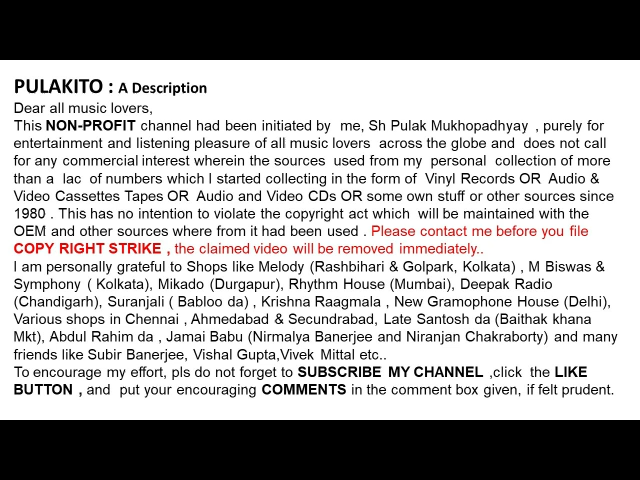 PULAKITO : A Description
Dear all music lovers,
This NON-PROFIT channel had been initiated by me, Sh Pulak Mukhopadhyay , purely for
entertainment and listening pleasure of all music lovers across the globe and does not call
for any commercial interest wherein the sources used from my personal collection of more
than a lac of numbers which I started collecting in the form of Vinyl Records OR Audio &
Video Cassettes Tapes OR Audio and Video CDs OR some own stuff or other sources since
1980 . This has no intention to violate the copyright act which will be maintained with the
OEM and other sources where from it had been used . Please contact me before you file
COPY RIGHT STRIKE , the claimed video will be removed immediately..
I am personally grateful to Shops like Melody (Rashbihari & Golpark, Kolkata) , M Biswas &
Symphony ( Kolkata), Mikado (Durgapur), Rhythm House (Mumbai), Deepak Radio
(Chandigarh), Suranjali ( Babloo da) , Krishna Raagmala , New Gramophone House (Delhi),
Various shops in Chennai , Ahmedabad & Secundrabad, Late Santosh da (Baithak khana
Mkt), Abdul Rahim da , Jamai Babu (Nirmalya Banerjee and Niranjan Chakraborty) and many
friends like Subir Banerjee, Vishal Gupta,Vivek Mittal etc..
To encourage my effort, pls do not forget to SUBSCRIBE MY CHANNEL ,click the LIKE
BUTTON , and put your encouraging COMMENTS in the comment box given, if felt prudent.